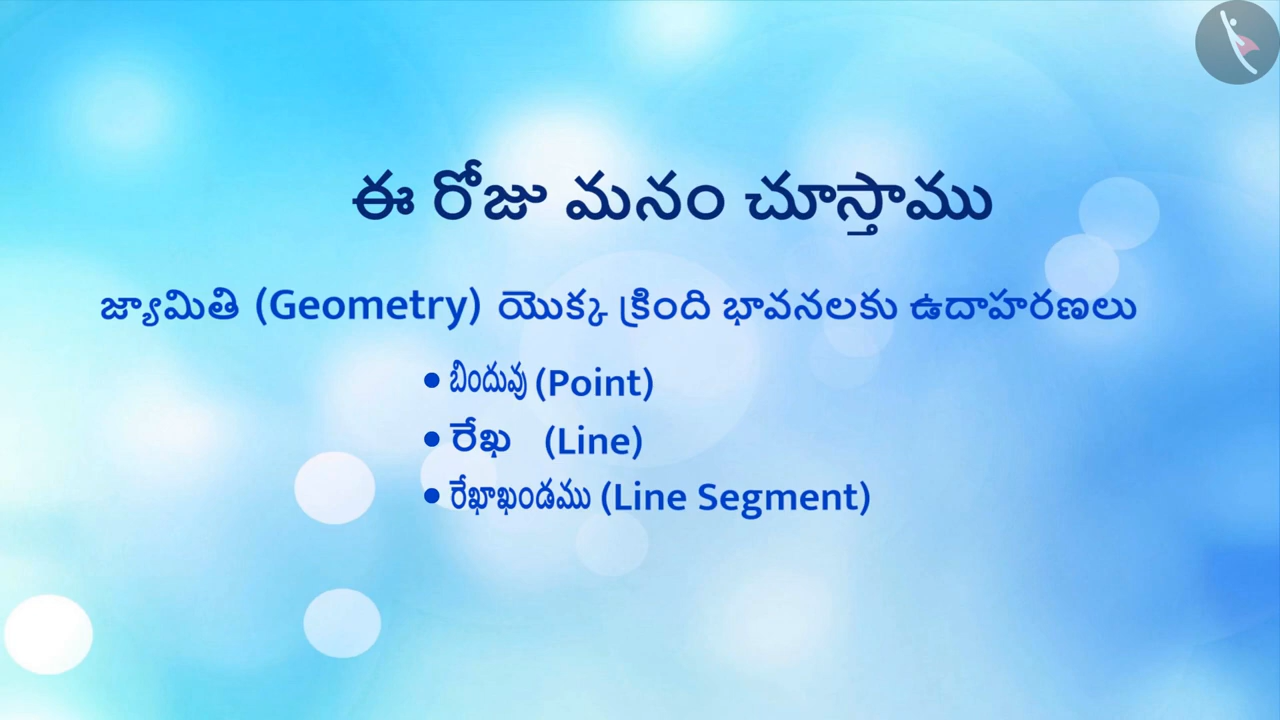 ఈ రోజు మనం చూస్తాము
జ్యామితి (Geometry) యొక్క క్రింది భావనలకు ఉదాహరణలు
• బిందువు (Point)
• రేఖ (Line)
• రేఖాఖండము (Line Segment)